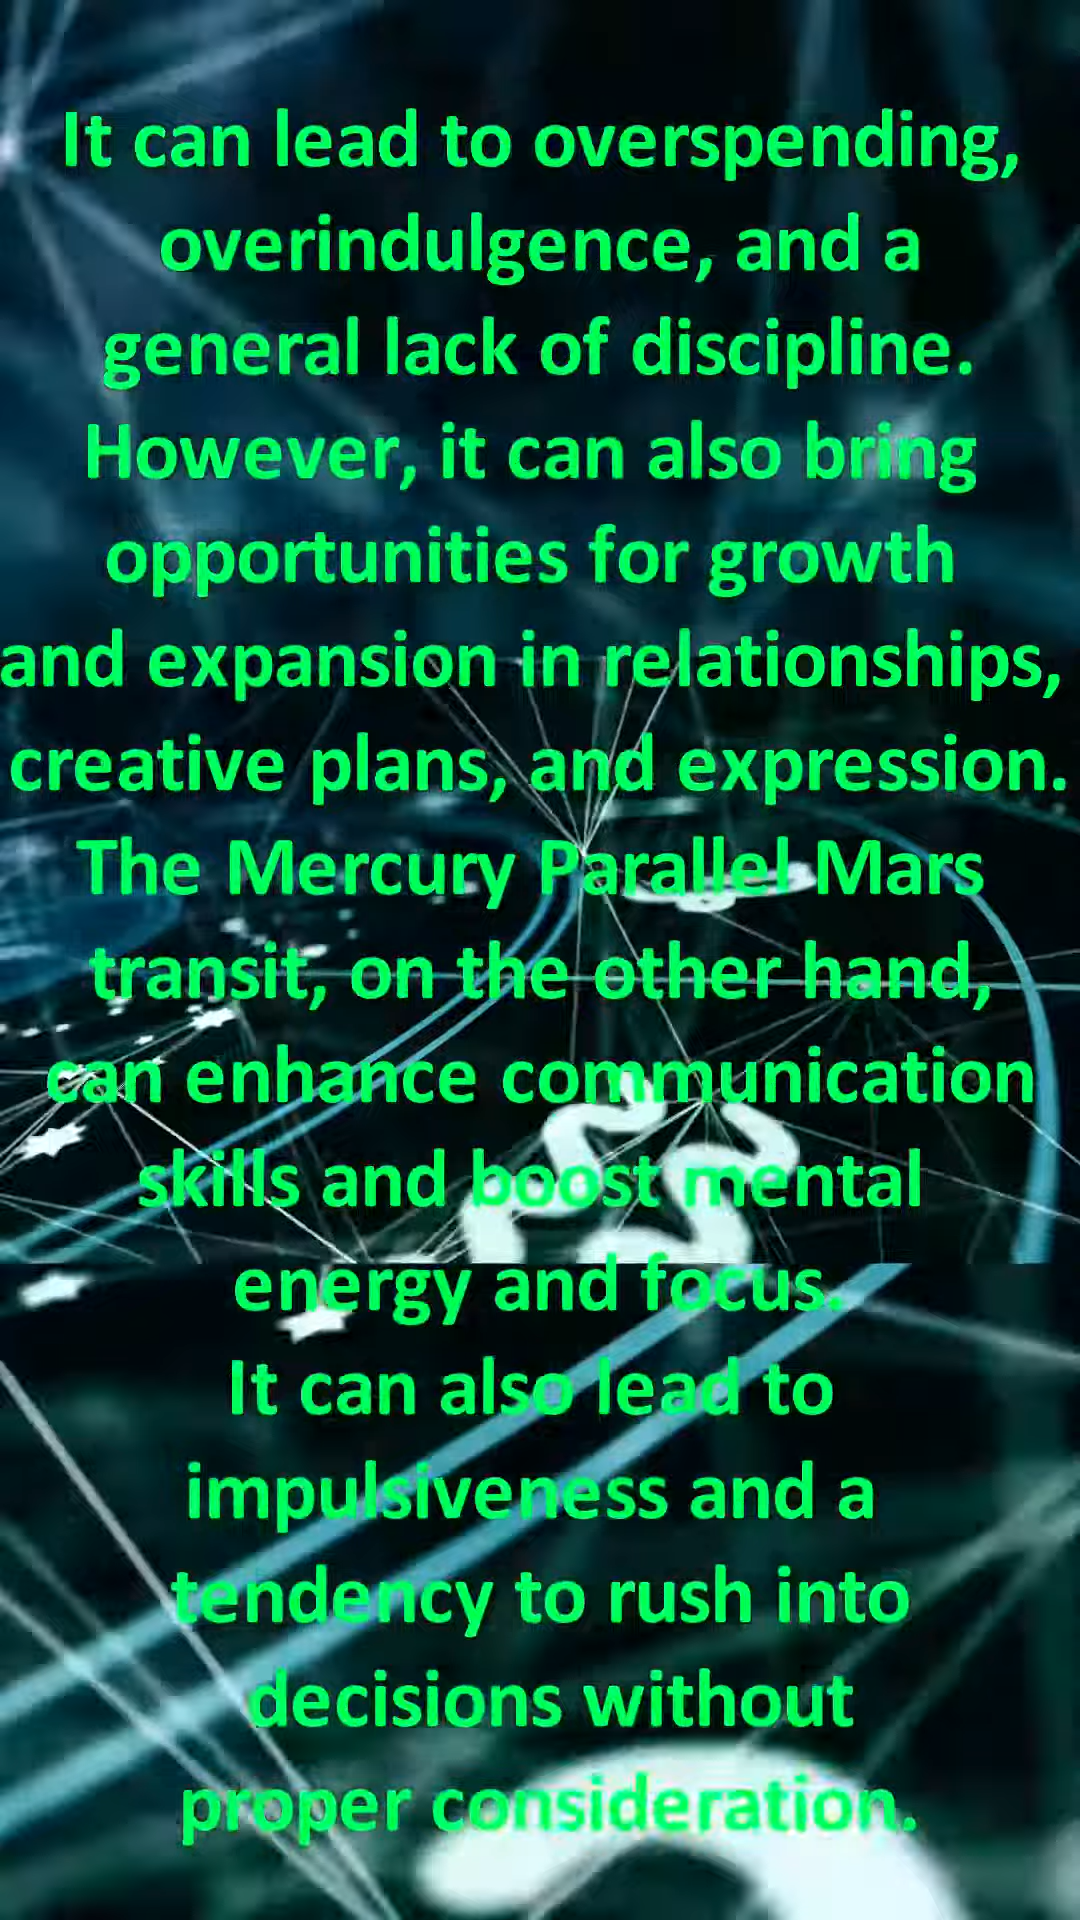 It can lead to overspending,
overindulgence, and a
general lack of discipline.
However, it can also bring
opportunities for growth
and expansion in relationships,
creative plans, and expression.
The Mercury Parallel Mars
transit, on the other hand,
can enhance communication
skills and boost mental
energy and focus.
It can also lead to
impulsiveness and a
tendency to rush into
decisions without
proper consideration.